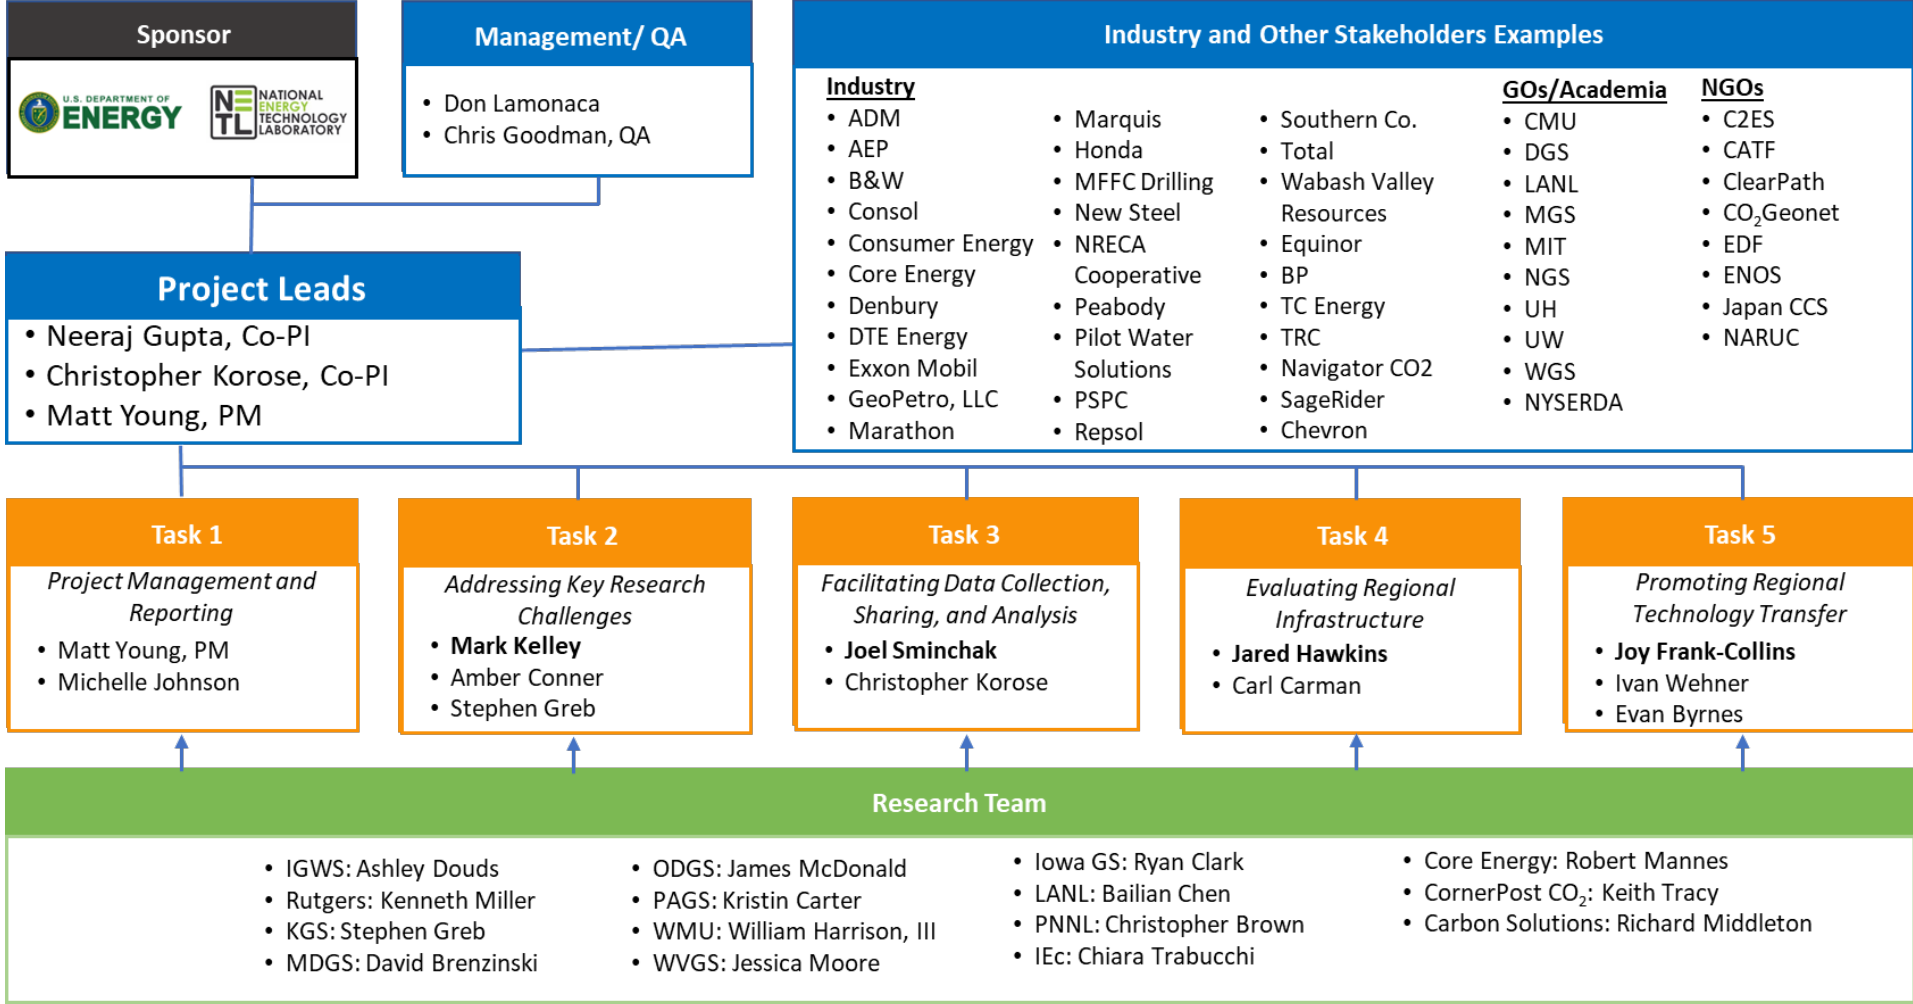 Sponsor
U.S. DEPARTMENT OF
ENERGY
NE
TL
NATIONAL
ENERGY
TECHNOLOGY
LABORATORY
Management/ QA
• Don Lamonaca
• Chris Goodman, QA
Project Leads
• Neeraj Gupta, Co-PI
• Christopher Korose, Co-PI
• Matt Young, PM
Industry and Other Stakeholders Examples
Industry
• ADM
• AEP
• B&W
• Consol
• Consumer Energy
• Core Energy
• Denbury
• DTE Energy
• Exxon Mobil
• GeoPetro, LLC
• Marathon
• Marquis
• Honda
• MFFC Drilling
• New Steel
• NRECA
Cooperative
• Peabody
• Pilot Water
Solutions
• PSPC
• Repsol
• Southern Co.
• Total
• Wabash Valley
Resources
• Equinor
• BP
• TC Energy
• TRC
• Navigator CO2
• SageRider
• Chevron
GOs/Academia
• CMU
• DGS
• LANL
• MGS
• MIT
• NGS
• UH
• UW
• WGS
• NYSERDA
NGOs
• C2ES
• CATF
• ClearPath
• CO₂Geonet
• EDF
• ENOS
• Japan CCS
• NARUC
Task 1
Project Management and
Reporting
• Matt Young, PM
• Michelle Johnson
Task 2
Addressing Key Research
Challenges
• Mark Kelley
• Amber Conner
• Stephen Greb
Task 3
Facilitating Data Collection,
Sharing, and Analysis
• Joel Sminchak
• Christopher Korose
Task 4
Evaluating Regional
Infrastructure
• Jared Hawkins
• Carl Carman
Task 5
Promoting Regional
Technology Transfer
• Joy Frank-Collins
• Ivan Wehner
• Evan Byrnes
Research Team
• IGWS: Ashley Douds
• Rutgers: Kenneth Miller
• KGS: Stephen Greb
• MDGS: David Brenzinski
• ODGS: James McDonald
• PAGS: Kristin Carter
• WMU: William Harrison, III
• WVGS: Jessica Moore
• Iowa GS: Ryan Clark
• LANL: Bailian Chen
• PNNL: Christopher Brown
• IEc: Chiara Trabucchi
• Core Energy: Robert Mannes
• CornerPost CO₂: Keith Tracy
• Carbon Solutions: Richard Middleton